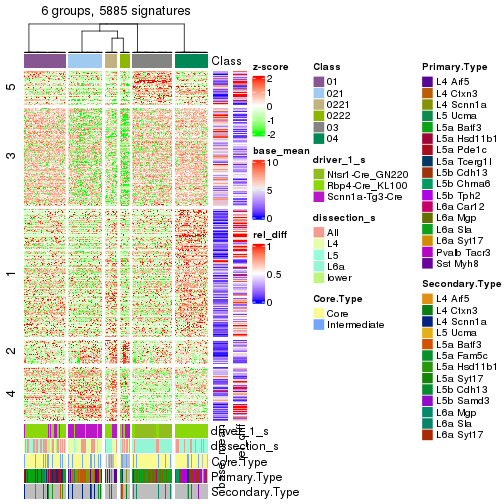 6 groups, 5885 signatures
Class
5
3
1
2
4
base_mean
rel_diff
driver_1_s
dissection_s
Core.Type
Primary.Type
Secondary.Type
z-score
2
1
0
-1
-2
base_mean
10
5
0
rel_diff
1
0.5
0
Class
01
021
0221
0222
03
04
driver_1_s
Ntsr1-Cre_GN220
Rbp4-Cre_KL100
Scnn1a-Tg3-Cre
dissection_s
All
L4
L5
L6a
lower
Core.Type
Core
Intermediate
Primary.Type
L4 Arf5
L4 Ctxn3
L4 Scnn1a
L5 Ucma
L5a Batf3
L5a Hsd11b1
L5a Pde1c
L5a Tcerg1l
L5b Cdh13
L5b Chrna6
L5b Tph2
L6a Car12
L6a Mgp
L6a Sla
L6a Syt17
Pvalb Tacr3
Sst Myh8
Secondary.Type
L4 Arf5
L4 Ctxn3
L4 Scnn1a
L5 Ucma
L5a Batf3
L5a Fam5c
L5a Hsd11b1
L5a Syt17
L5b Cdh13
L5b Samd3
L6a Mgp
L6a Sla
L6a Syt17